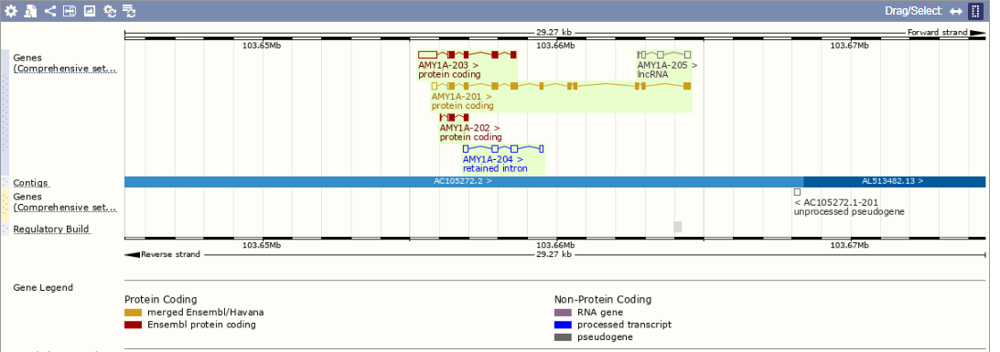 Drag/Select:
29.27 kb
Forward strand
103.65Mb
103.66Mb
103.67Mb
Genes
(Comprehensive set...
AMY1A-203 >
protein coding
AMY1A-205 >
lncRNA
AMY1A-201 >
protein coding
AMY1A-202 >
protein coding
AMY1A-204 >
retained intron
Contigs
AC105272.2 >
AL513482.13 >
Genes
(Comprehensive set...
< AC105272.1-201
unprocessed pseudogene
Regulatory Build
103.65Mb
103.66Mb
103.67Mb
Reverse strand
29.27 kb
Gene Legend
Protein Coding
merged Ensembl/Havana
Ensembl protein coding
Non-Protein Coding
RNA gene
processed transcript
pseudogene